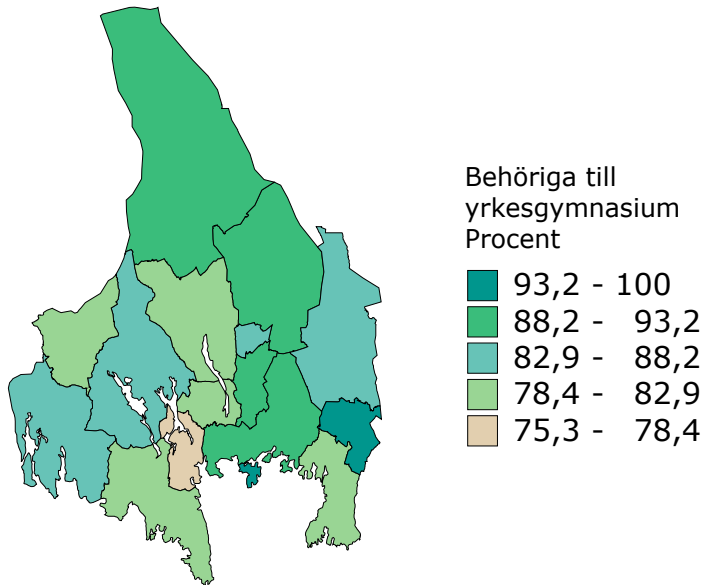 Behöriga till
yrkesgymnasium
Procent
93,2 - 100
88,2 - 93,2
82,9 - 88,2
78,4 - 82,9
75,3 - 78,4